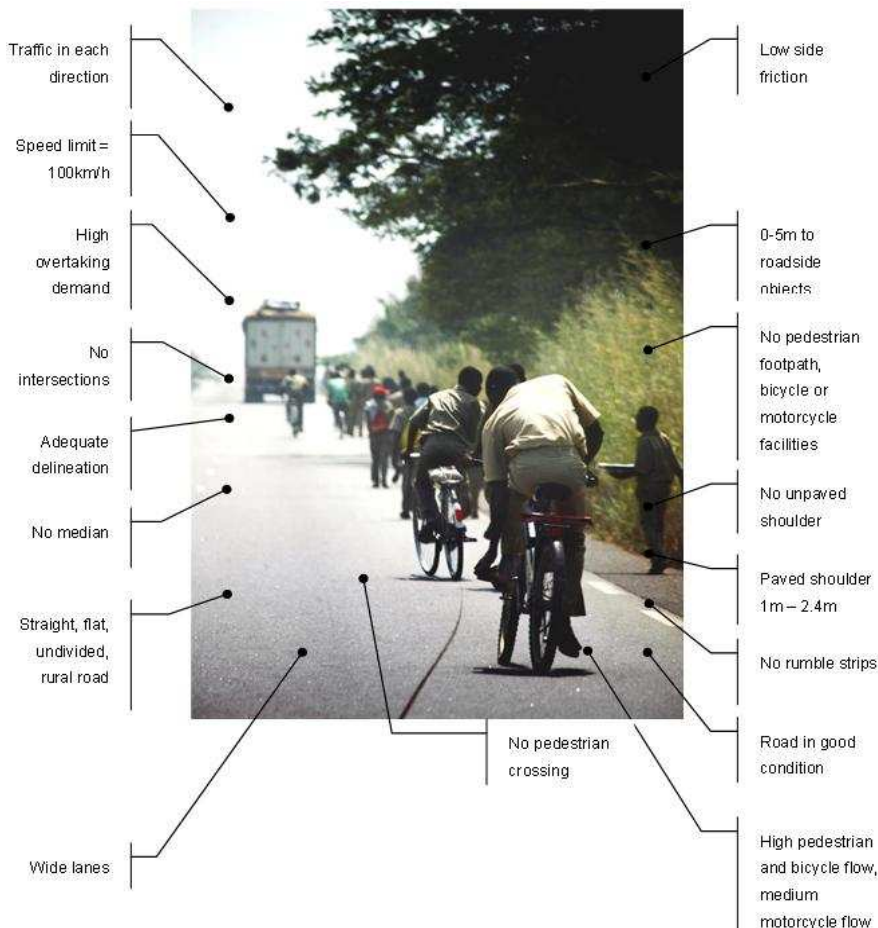 Traffic in each
direction
Speed limit =
100km/h
High
overtaking
demand
No
intersections
Adequate
delineation
No median
Straight, flat,
undivided,
rural road
Wide lanes
No pedestrian
crossing
Low side
friction
0-5m to
roadside
objects
No pedestrian
footpath,
bicycle or
motorcycle
facilities
No unpaved
shoulder
Paved shoulder
1m – 2.4m
No rumble strips
Road in good
condition
High pedestrian
and bicycle flow,
medium
motorcycle flow